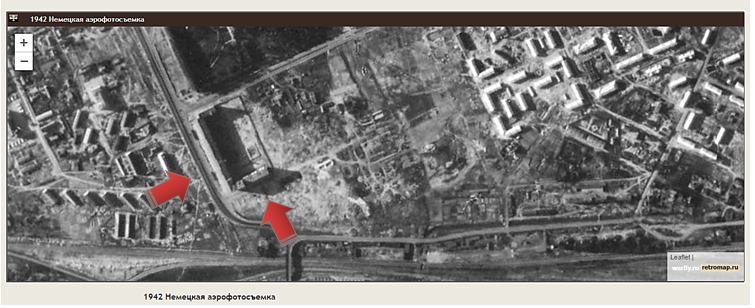 1942 Немецкая аэрофотосъемка
+
−
Leaflet |
retromap.ru
1942 Немецкая аэрофотосъемка